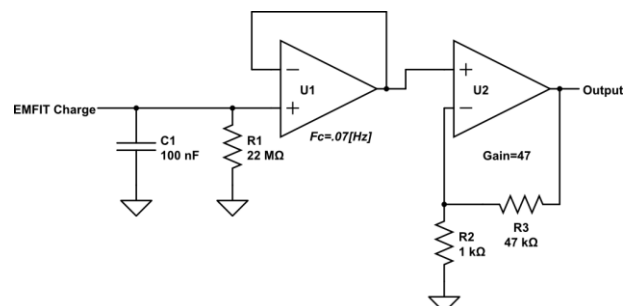 U1
U2
Output
EMFIT Charge
C1
100 nF
R1
22 MΩ
Fc=.07[Hz]
Gain=47
R2
1 kΩ
R3
47 kΩ